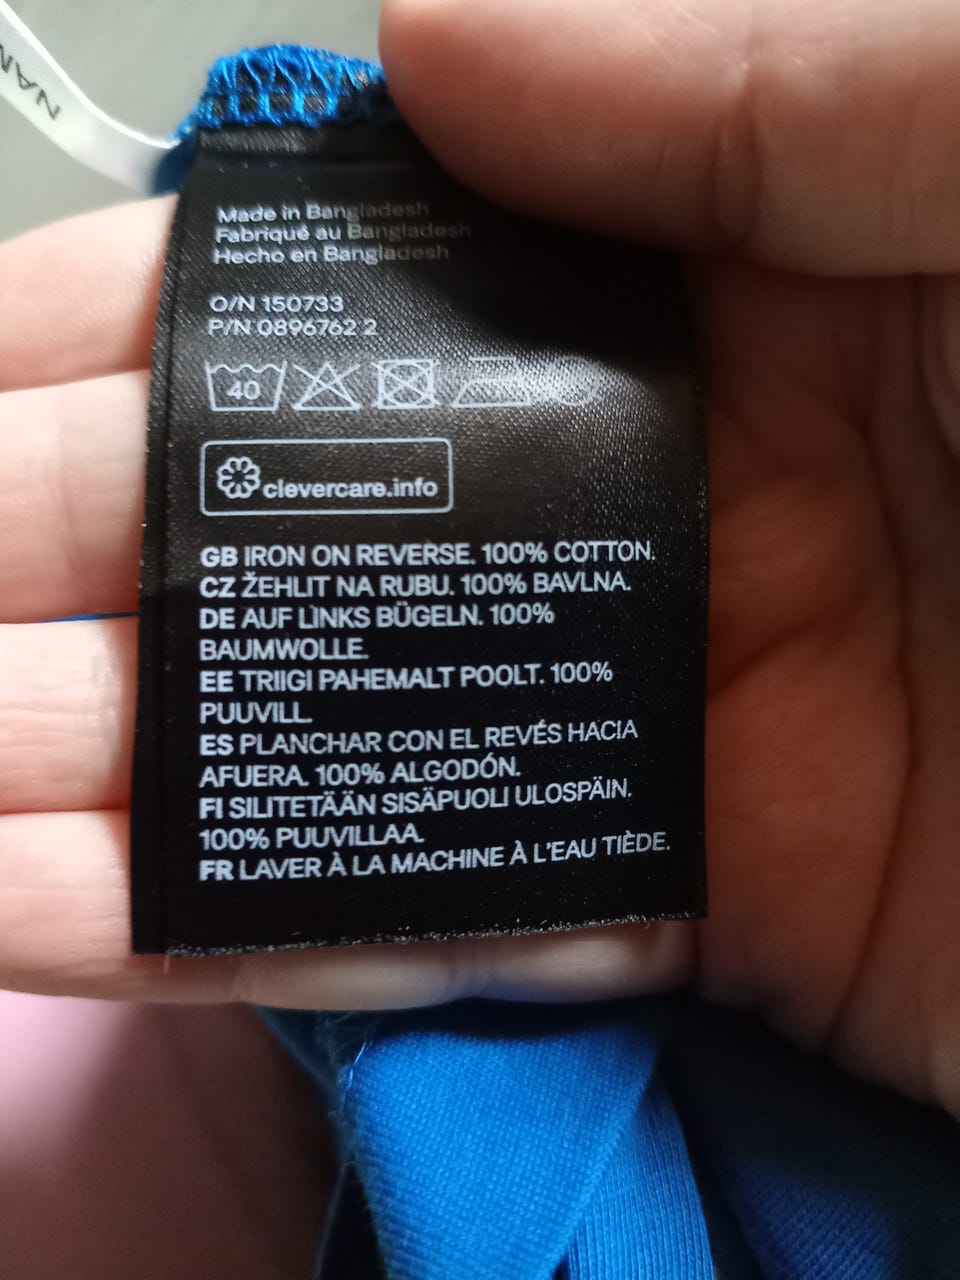 NAM
Made in Bangladesh
Fabriqué au Bangladesh
Hecho en Bangladesh
O/N 150733
P/N 0896762 2
40
clevercare.info
GB IRON ON REVERSE. 100% COTTON.
CZ ŽEHLIT NA RUBU. 100% BAVLNA.
DE AUF LINKS BÜGELN. 100%
BAUMWOLLE.
EE TRIIGI PAHEMALT POOLT. 100%
PUUVILL.
ES PLANCHAR CON EL REVÉS HACIA
AFUERA. 100% ALGODÓN.
FI SILITETÄÄN SISÄPUOLI ULOSPÄIN.
100% PUUVILLAA.
FR LAVER À LA MACHINE À L'EAU TIÈDE.